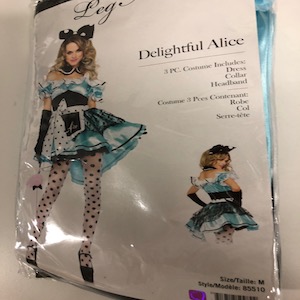 Leg
Delightful Alice
3 PC. Costume Includes:
Dress
Collar
Headband
Costume 3 Pces Contenant:
Robe
Col
Serre-tête
Size/Taille: M
Style/Modèle: 85510